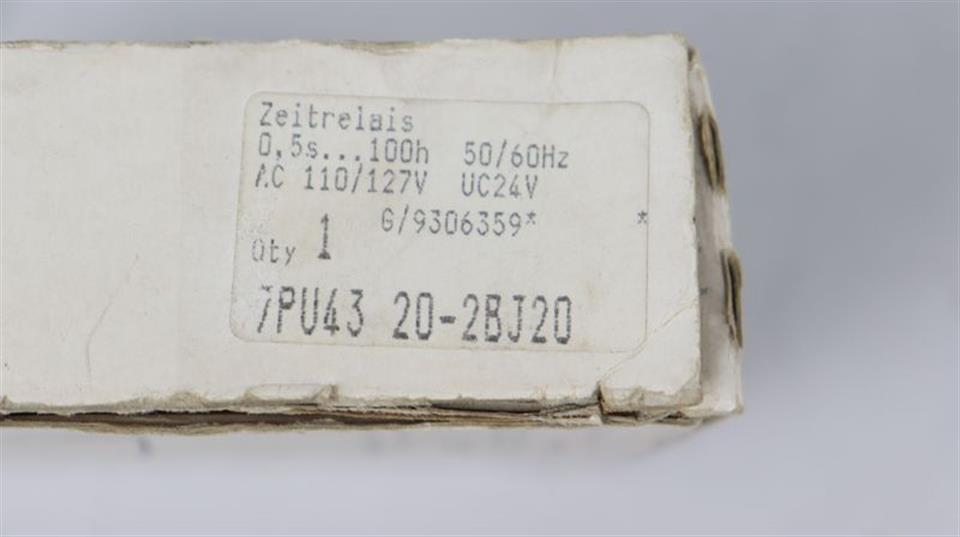 Zeitrelais
0,5s...100h 50/60Hz
AC 110/127V UC24V
G/9306359* *
Qty 1
7PU43 20-2BJ20